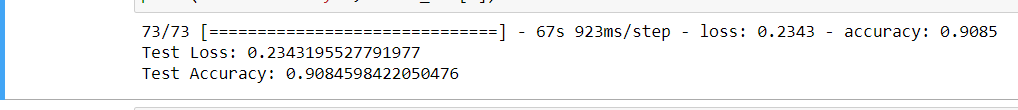 73/73 [==============================] - 67s 923ms/step - loss: 0.2343 - accuracy: 0.9085
Test Loss: 0.2343195527791977
Test Accuracy: 0.9084598422050476